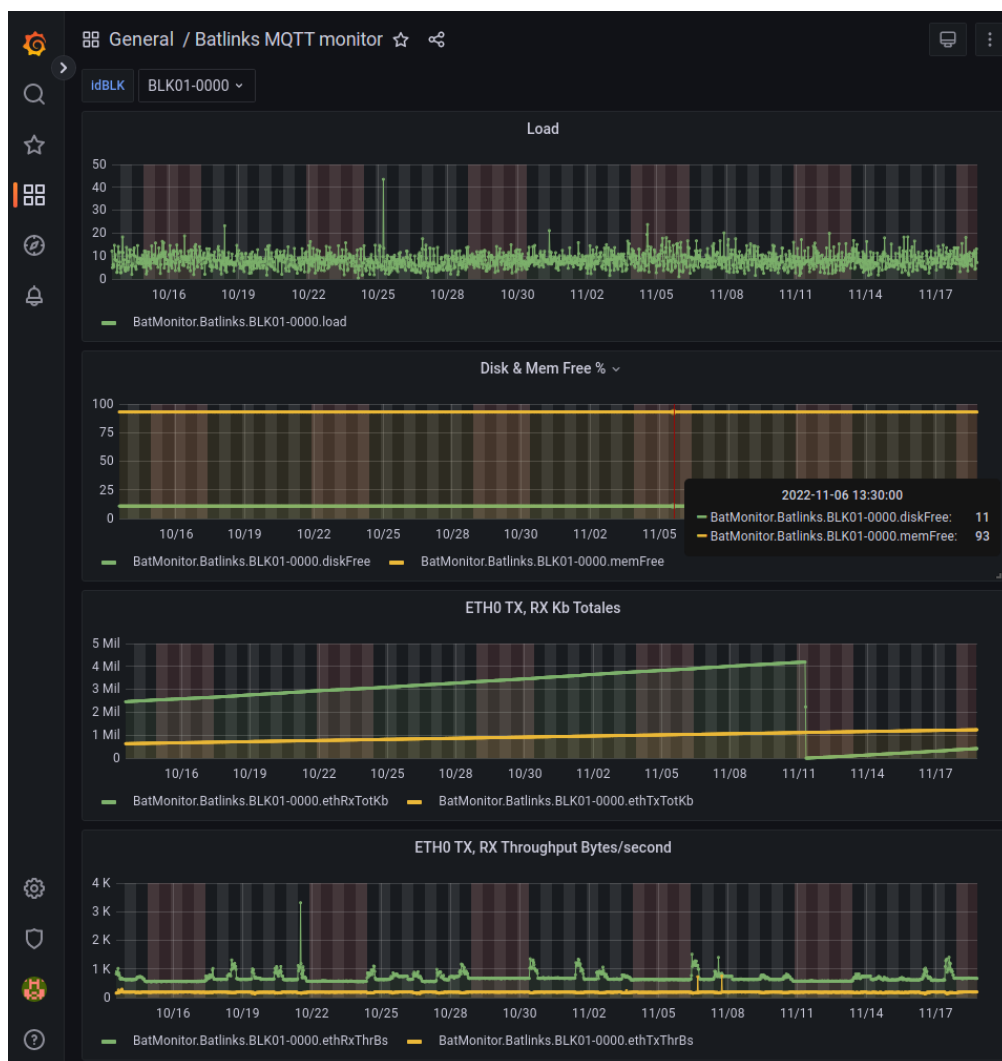 General / Batlinks MQTT monitor
idBLK BLK01-0000
Load
50
40
30
20
10
0
10/16 10/19 10/22 10/25 10/28 10/30 11/02 11/05 11/08 11/11 11/14 11/17
BatMonitor.Batlinks.BLK01-0000.load
Disk & Mem Free %
100
75
50
25
0
10/16 10/19 10/22 10/25 10/28 10/30 11/02 11/05
2022-11-06 13:30:00
BatMonitor.Batlinks.BLK01-0000.diskFree: 11
BatMonitor.Batlinks.BLK01-0000.memFree: 93
BatMonitor.Batlinks.BLK01-0000.diskFree BatMonitor.Batlinks.BLK01-0000.memFree
ETH0 TX, RX Kb Totales
5 Mil
4 Mil
3 Mil
2 Mil
1 Mil
0
10/16 10/19 10/22 10/25 10/28 10/30 11/02 11/05 11/08 11/11 11/14 11/17
BatMonitor.Batlinks.BLK01-0000.ethRxTotKb BatMonitor.Batlinks.BLK01-0000.ethTxTotKb
ETH0 TX, RX Throughput Bytes/second
4 K
3 K
2 K
1 K
0
10/16 10/19 10/22 10/25 10/28 10/30 11/02 11/05 11/08 11/11 11/14 11/17
BatMonitor.Batlinks.BLK01-0000.ethRxThrBs BatMonitor.Batlinks.BLK01-0000.ethTxThrBs